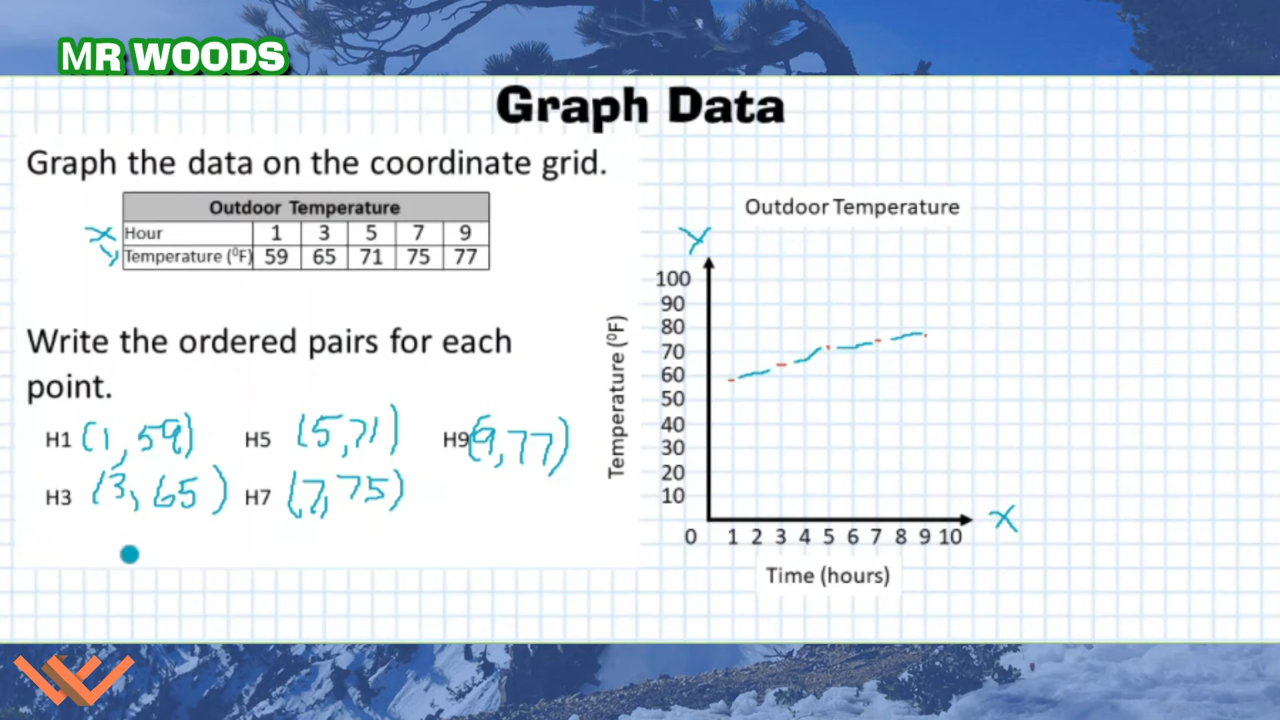 MR WOODS
Graph Data
Graph the data on the coordinate grid.
Outdoor Temperature
x Hour 1 3 5 7 9
y Temperature (⁰F) 59 65 71 75 77
Write the ordered pairs for each
point.
H1 (1, 59) H5 (5, 71) H9 (9, 77)
H3 (3, 65) H7 (7, 75)
Outdoor Temperature
y
100
90
80
70
60
50
40
30
20
10
Temperature (⁰F)
x
0 1 2 3 4 5 6 7 8 9 10
Time (hours)